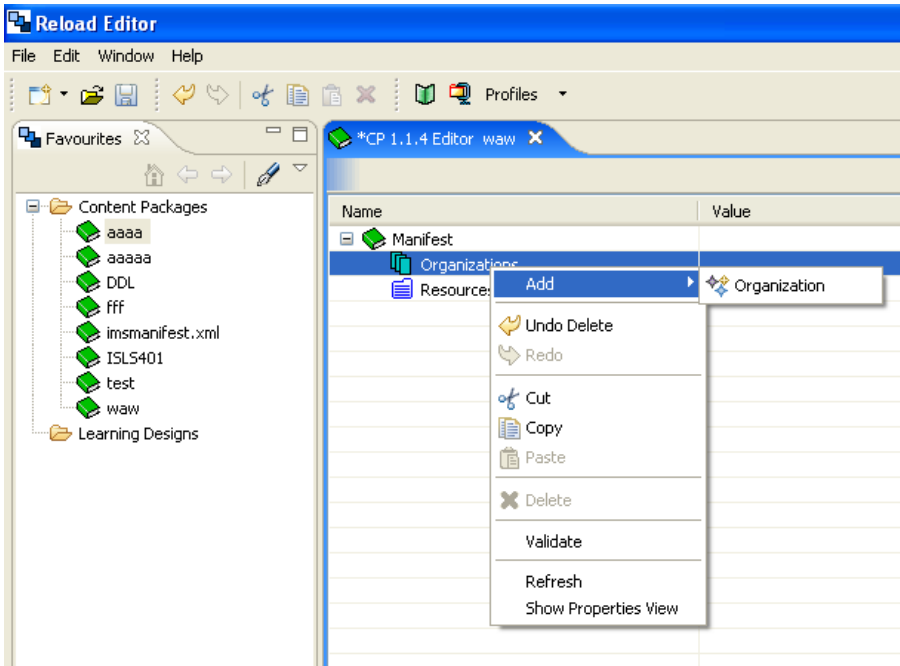 Reload Editor
File Edit Window Help
Profiles
Favourites
*CP 1.1.4 Editor waw
Content Packages
aaaa
aaaaa
DDL
fff
imsmanifest.xml
ISLS401
test
waw
Learning Designs
Name Value
Manifest
Organizations
Resources
Add
Organization
Undo Delete
Redo
Cut
Copy
Paste
Delete
Validate
Refresh
Show Properties View